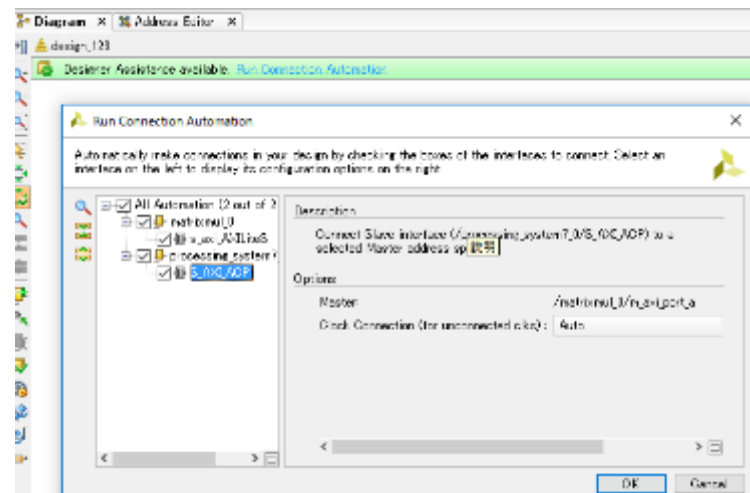 Diagram × Address Editor ×
design_123
Designer Assistance available. Run Connection Automation
Run Connection Automation
Automatically make connections in your design by checking the boxes of the interfaces to connect. Select an
interface on the left to display its configuration options on the right.
All Automation (2 out of 2
matrixmul_0
s_axi_AXILiteS
processing_system7_
S_AXI_ACP
Description
Connect Slave interface (/processing_system7_0/S_AXI_ACP) to a
selected Master address sp
説明
Options
Master: /matrixmul_0/m_axi_port_a
Clock Connection (for unconnected clks) : Auto
OK Cancel